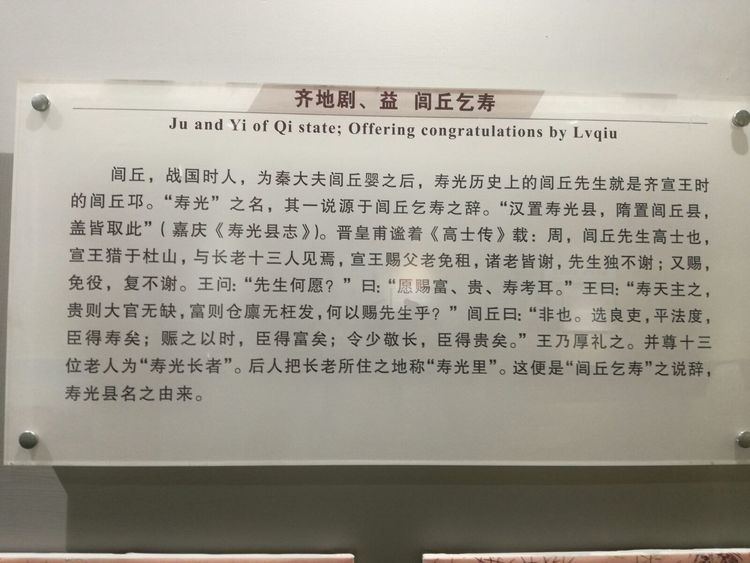 齐地剧、益  闾丘乞寿
Ju and Yi of Qi state; Offering congratulations by Lvqiu
闾丘，战国时人，为秦大夫闾丘婴之后，寿光历史上的闾丘先生就是齐宣王时
的闾丘邛。“寿光”之名，其一说源于闾丘乞寿之辞。“汉置寿光县，隋置闾丘县，
盖皆取此”(嘉庆《寿光县志》)。晋皇甫谧着《高士传》载：周，闾丘先生高士也，
宣王猎于杜山，与长老十三人见焉，宣王赐父老免租，诸老皆谢，先生独不谢；又赐，
免役，复不谢。王问：“先生何愿？”曰：“愿赐富、贵、寿考耳。”王曰：“寿天主之，
贵则大官无缺，富则仓廪无枉发，何以赐先生乎？” 闾丘曰：“非也。选良吏，平法度，
臣得寿矣；赈之以时，臣得富矣；令少敬长，臣得贵矣。”王乃厚礼之。并尊十三
位老人为“寿光长者”。后人把长老所住之地称“寿光里”。这便是“闾丘乞寿”之说辞，
寿光县名之由来。